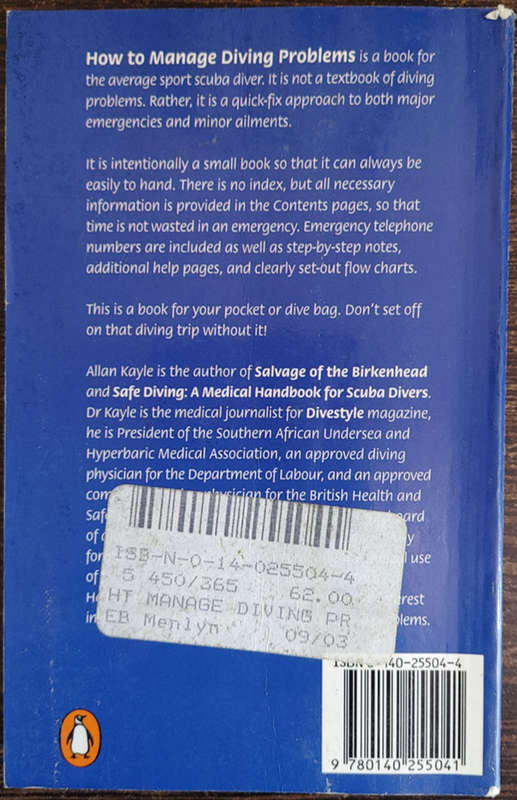 How to Manage Diving Problems is a book for
the average sport scuba diver. It is not a textbook of diving
problems. Rather, it is a quick-fix approach to both major
emergencies and minor ailments.
It is intentionally a small book so that it can always be
easily to hand. There is no index, but all necessary
information is provided in the Contents pages, so that
time is not wasted in an emergency. Emergency telephone
numbers are included as well as step-by-step notes,
additional help pages, and clearly set-out flow charts.
This is a book for your pocket or dive bag. Don't set off
on that diving trip without it!
Allan Kayle is the author of Salvage of the Birkenhead
and Safe Diving: A Medical Handbook for Scuba Divers.
Dr Kayle is the medical journalist for Divestyle magazine,
he is President of the Southern African Undersea and
Hyperbaric Medical Association, an approved diving
physician for the Department of Labour, and an approved
physician for the British Health and
ISB-N-0-14-025504-4
5 450/365 62.00
HT MANAGE DIVING PR
EB Menlyn 09/03
use
of
in
ISBN 0-140-25504-4
9 780140 255041